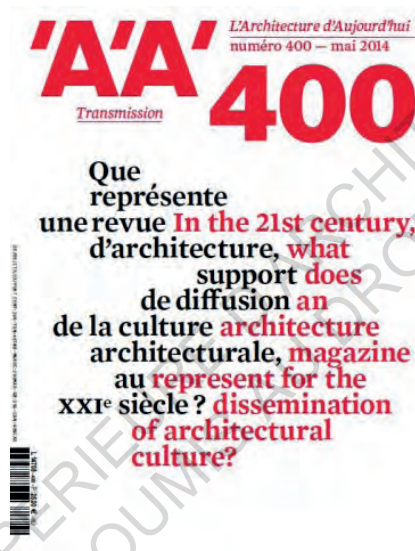 'A'A'
L'Architecture d'Aujourd'hui
numéro 400 — mai 2014
Transmission
400
Que
représente
une revue In the 21st century,
d'architecture, what
support does
de diffusion an
de la culture architecture
architecturale, magazine
au represent for the
XXIe siècle ? dissemination
of architectural
culture?